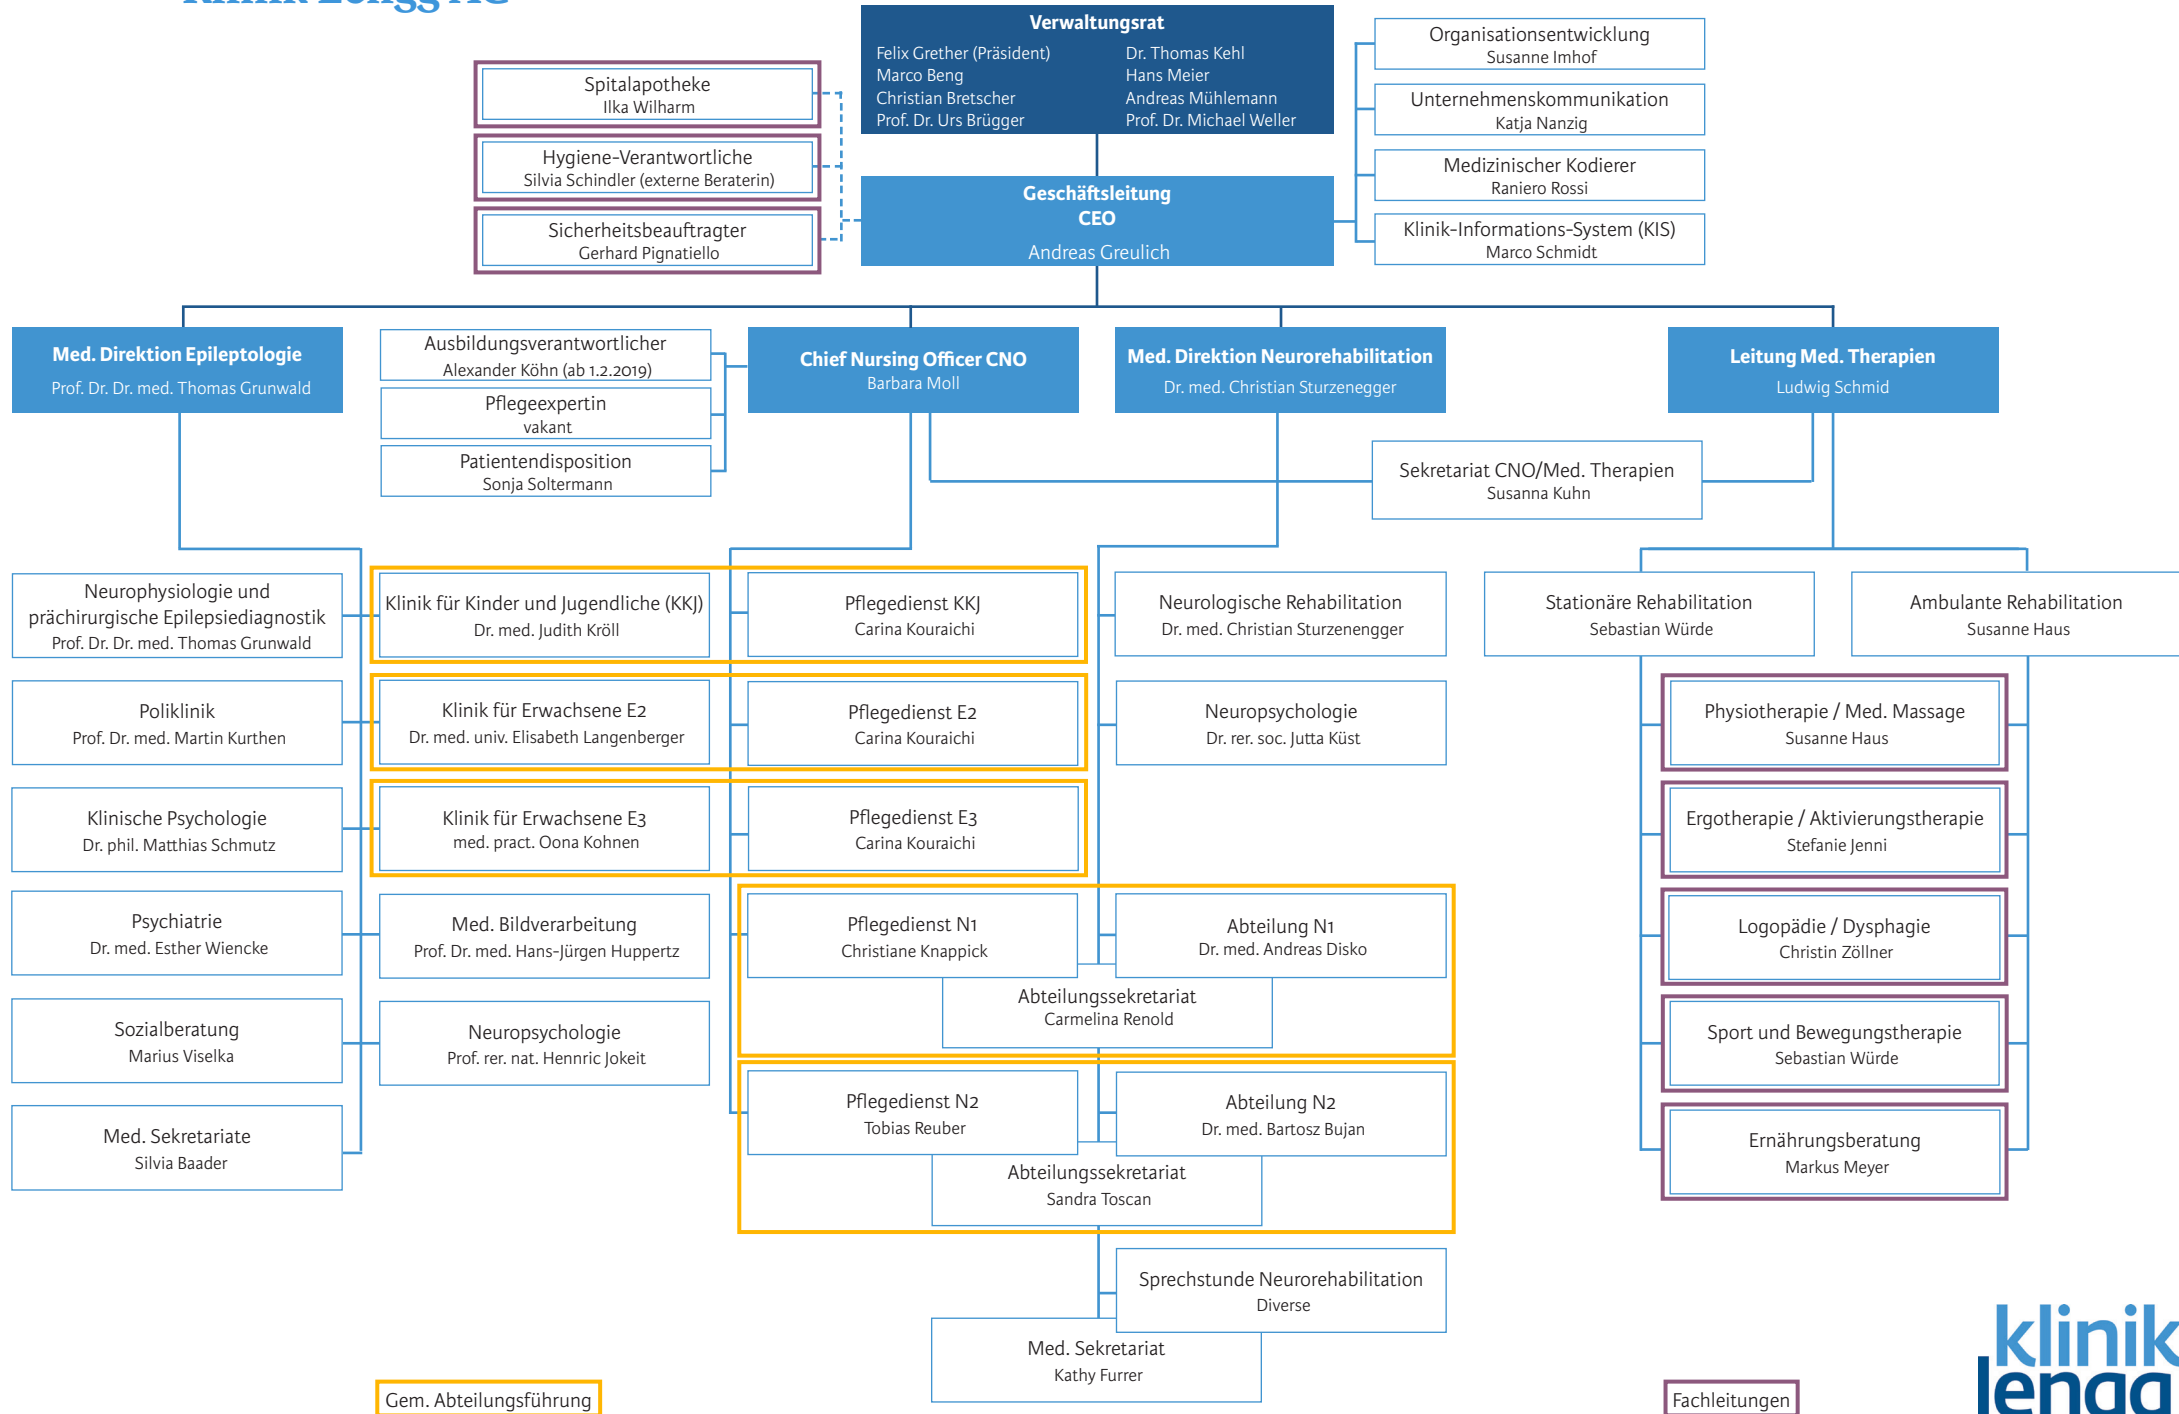 Klinik Lengg AG
Verwaltungsrat
Felix Grether (Präsident)
Marco Beng
Christian Bretscher
Prof. Dr. Urs Brügger
Dr. Thomas Kehl
Hans Meier
Andreas Mühlemann
Prof. Dr. Michael Weller
Spitalapotheke
Ilka Wilharm
Hygiene-Verantwortliche
Silvia Schindler (externe Beraterin)
Sicherheitsbeauftragter
Gerhard Pignatiello
Geschäftsleitung
CEO
Andreas Greulich
Organisationsentwicklung
Susanne Imhof
Unternehmenskommunikation
Katja Nanzig
Medizinischer Kodierer
Raniero Rossi
Klinik-Informations-System (KIS)
Marco Schmidt
Med. Direktion Epileptologie
Prof. Dr. Dr. med. Thomas Grunwald
Ausbildungsverantwortlicher
Alexander Köhn (ab 1.2.2019)
Pflegeexpertin
vakant
Patientendisposition
Sonja Soltermann
Chief Nursing Officer CNO
Barbara Moll
Med. Direktion Neurorehabilitation
Dr. med. Christian Sturzenegger
Leitung Med. Therapien
Ludwig Schmid
Sekretariat CNO/Med. Therapien
Susanna Kuhn
Neurophysiologie und
prächirurgische Epilepsiediagnostik
Prof. Dr. Dr. med. Thomas Grunwald
Klinik für Kinder und Jugendliche (KKJ)
Dr. med. Judith Kröll
Pflegedienst KKJ
Carina Kouraichi
Neurologische Rehabilitation
Dr. med. Christian Sturzenengger
Stationäre Rehabilitation
Sebastian Würde
Ambulante Rehabilitation
Susanne Haus
Poliklinik
Prof. Dr. med. Martin Kurthen
Klinik für Erwachsene E2
Dr. med. univ. Elisabeth Langenberger
Pflegedienst E2
Carina Kouraichi
Neuropsychologie
Dr. rer. soc. Jutta Küst
Physiotherapie / Med. Massage
Susanne Haus
Klinische Psychologie
Dr. phil. Matthias Schmutz
Klinik für Erwachsene E3
med. pract. Oona Kohnen
Pflegedienst E3
Carina Kouraichi
Ergotherapie / Aktivierungstherapie
Stefanie Jenni
Psychiatrie
Dr. med. Esther Wiencke
Med. Bildverarbeitung
Prof. Dr. med. Hans-Jürgen Huppertz
Pflegedienst N1
Christiane Knappick
Abteilung N1
Dr. med. Andreas Disko
Abteilungssekretariat
Carmelina Renold
Logopädie / Dysphagie
Christin Zöllner
Sozialberatung
Marius Viselka
Neuropsychologie
Prof. rer. nat. Hennric Jokeit
Sport und Bewegungstherapie
Sebastian Würde
Med. Sekretariate
Silvia Baader
Pflegedienst N2
Tobias Reuber
Abteilung N2
Dr. med. Bartosz Bujan
Abteilungssekretariat
Sandra Toscan
Ernährungsberatung
Markus Meyer
Sprechstunde Neurorehabilitation
Diverse
Med. Sekretariat
Kathy Furrer
Gem. Abteilungsführung
Fachleitungen
klinik
lengg